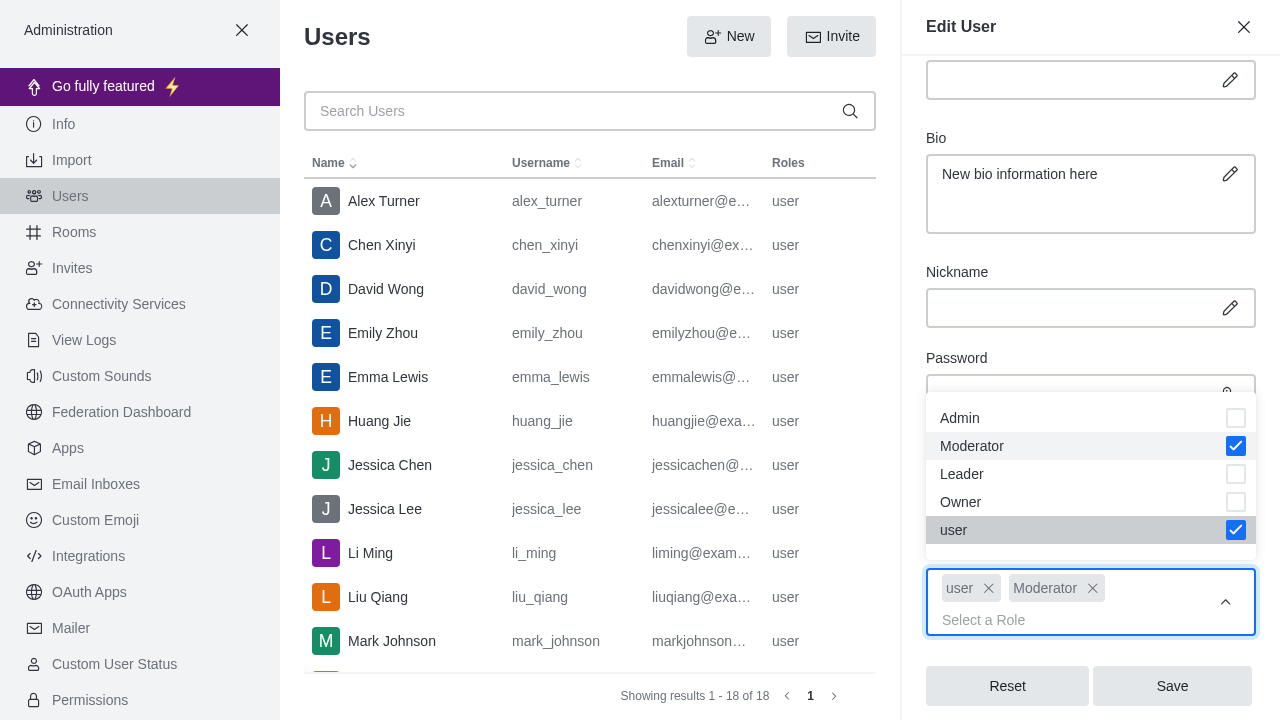 Administration
Go fully featured
Info
Import
Users
Rooms
Invites
Connectivity Services
View Logs
Custom Sounds
Federation Dashboard
Apps
Email Inboxes
Custom Emoji
Integrations
OAuth Apps
Mailer
Custom User Status
Permissions
Users
New
Invite
Search Users
Name Username Email Roles
A Alex Turner alex_turner alexturner@e… user
C Chen Xinyi chen_xinyi chenxinyi@ex… user
D David Wong david_wong davidwong@e… user
E Emily Zhou emily_zhou emilyzhou@e… user
E Emma Lewis emma_lewis emmalewis@… user
H Huang Jie huang_jie huangjie@exa… user
J Jessica Chen jessica_chen jessicachen@… user
J Jessica Lee jessica_lee jessicalee@e… user
L Li Ming li_ming liming@exam… user
L Liu Qiang liu_qiang liuqiang@exa… user
M Mark Johnson mark_johnson markjohnson… user
Showing results 1 - 18 of 18 1
Edit User
Bio
New bio information here
Nickname
Password
Admin
Moderator
Leader
Owner
user
user Moderator
Select a Role
Reset Save